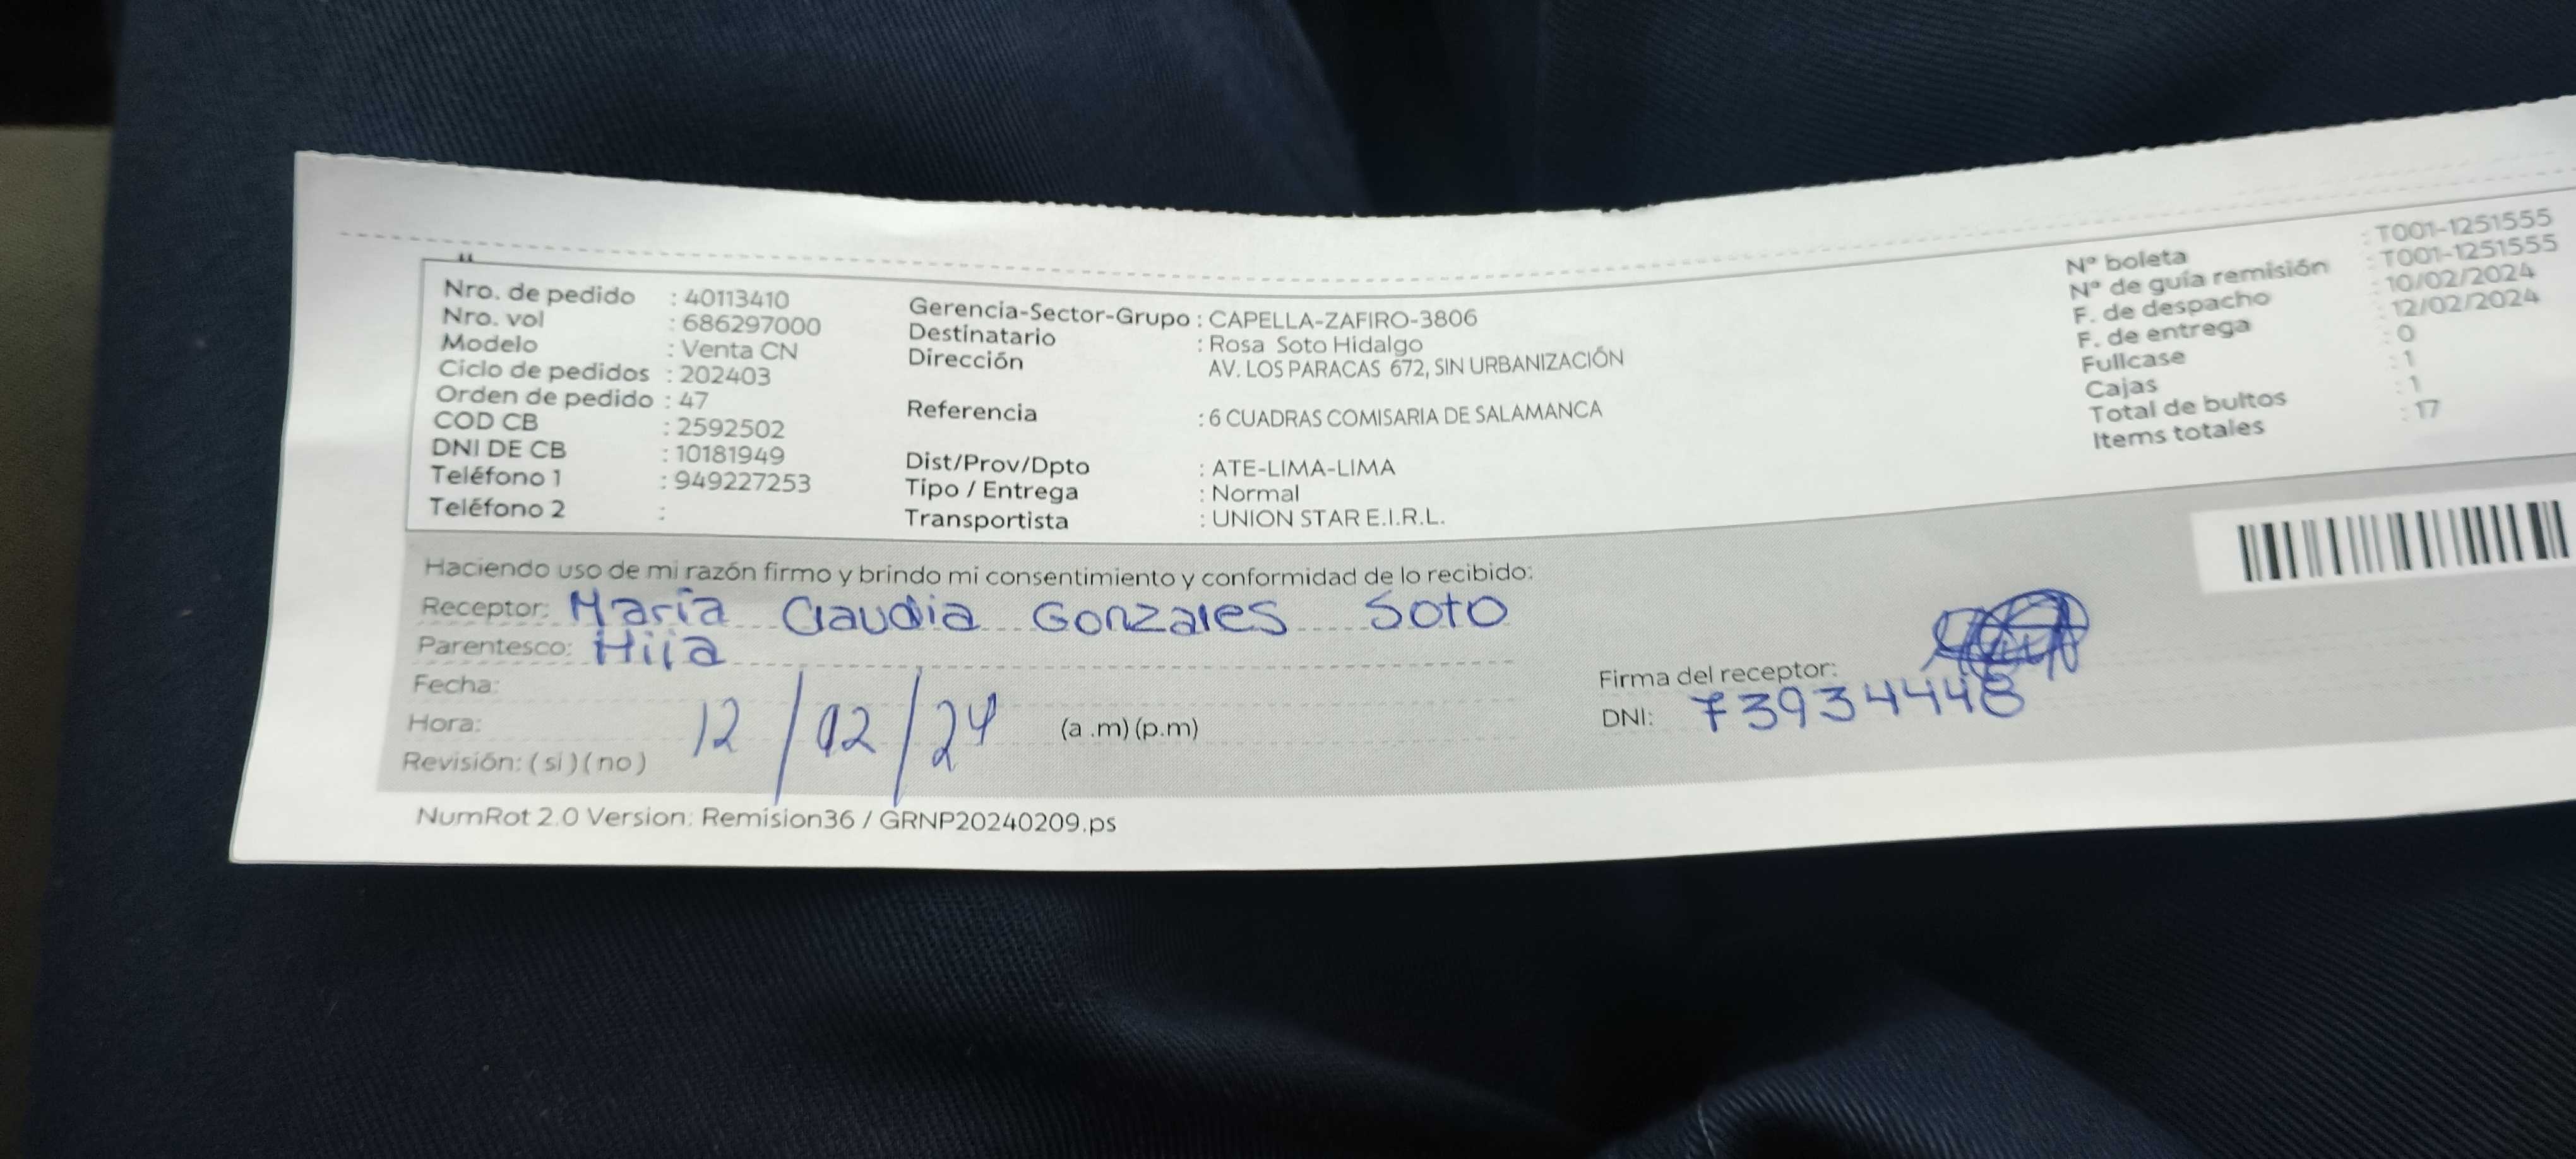 Nro. de pedido : 40113410
Nro. vol : 686297000
Modelo : Venta CN
Ciclo de pedidos : 202403
Orden de pedido : 47
COD CB : 2592502
DNI DE CB : 10181949
Teléfono 1 : 949227253
Teléfono 2 :
Gerencia-Sector-Grupo : CAPELLA-ZAFIRO-3806
Destinatario : Rosa Soto Hidalgo
Dirección AV. LOS PARACAS 672, SIN URBANIZACIÓN
Referencia : 6 CUADRAS COMISARIA DE SALAMANCA
Dist/Prov/Dpto : ATE-LIMA-LIMA
Tipo / Entrega : Normal
Transportista : UNION STAR E.I.R.L.
N° boleta : T001-1251555
N° de guía remisión : T001-1251555
F. de despacho : 10/02/2024
F. de entrega : 12/02/2024
Fullcase : 0
Cajas : 1
Total de bultos : 1
Items totales : 17
Haciendo uso de mi razón firmo y brindo mi consentimiento y conformidad de lo recibido:
Receptor: María Claudia Gonzales Soto
Parentesco: Hija
Fecha: 12/02/24
Hora: (a .m) (p.m)
Revisión: ( si ) ( no )
Firma del receptor:
DNI: 73934448
NumRot 2.0 Version: Remision36 / GRNP20240209.ps